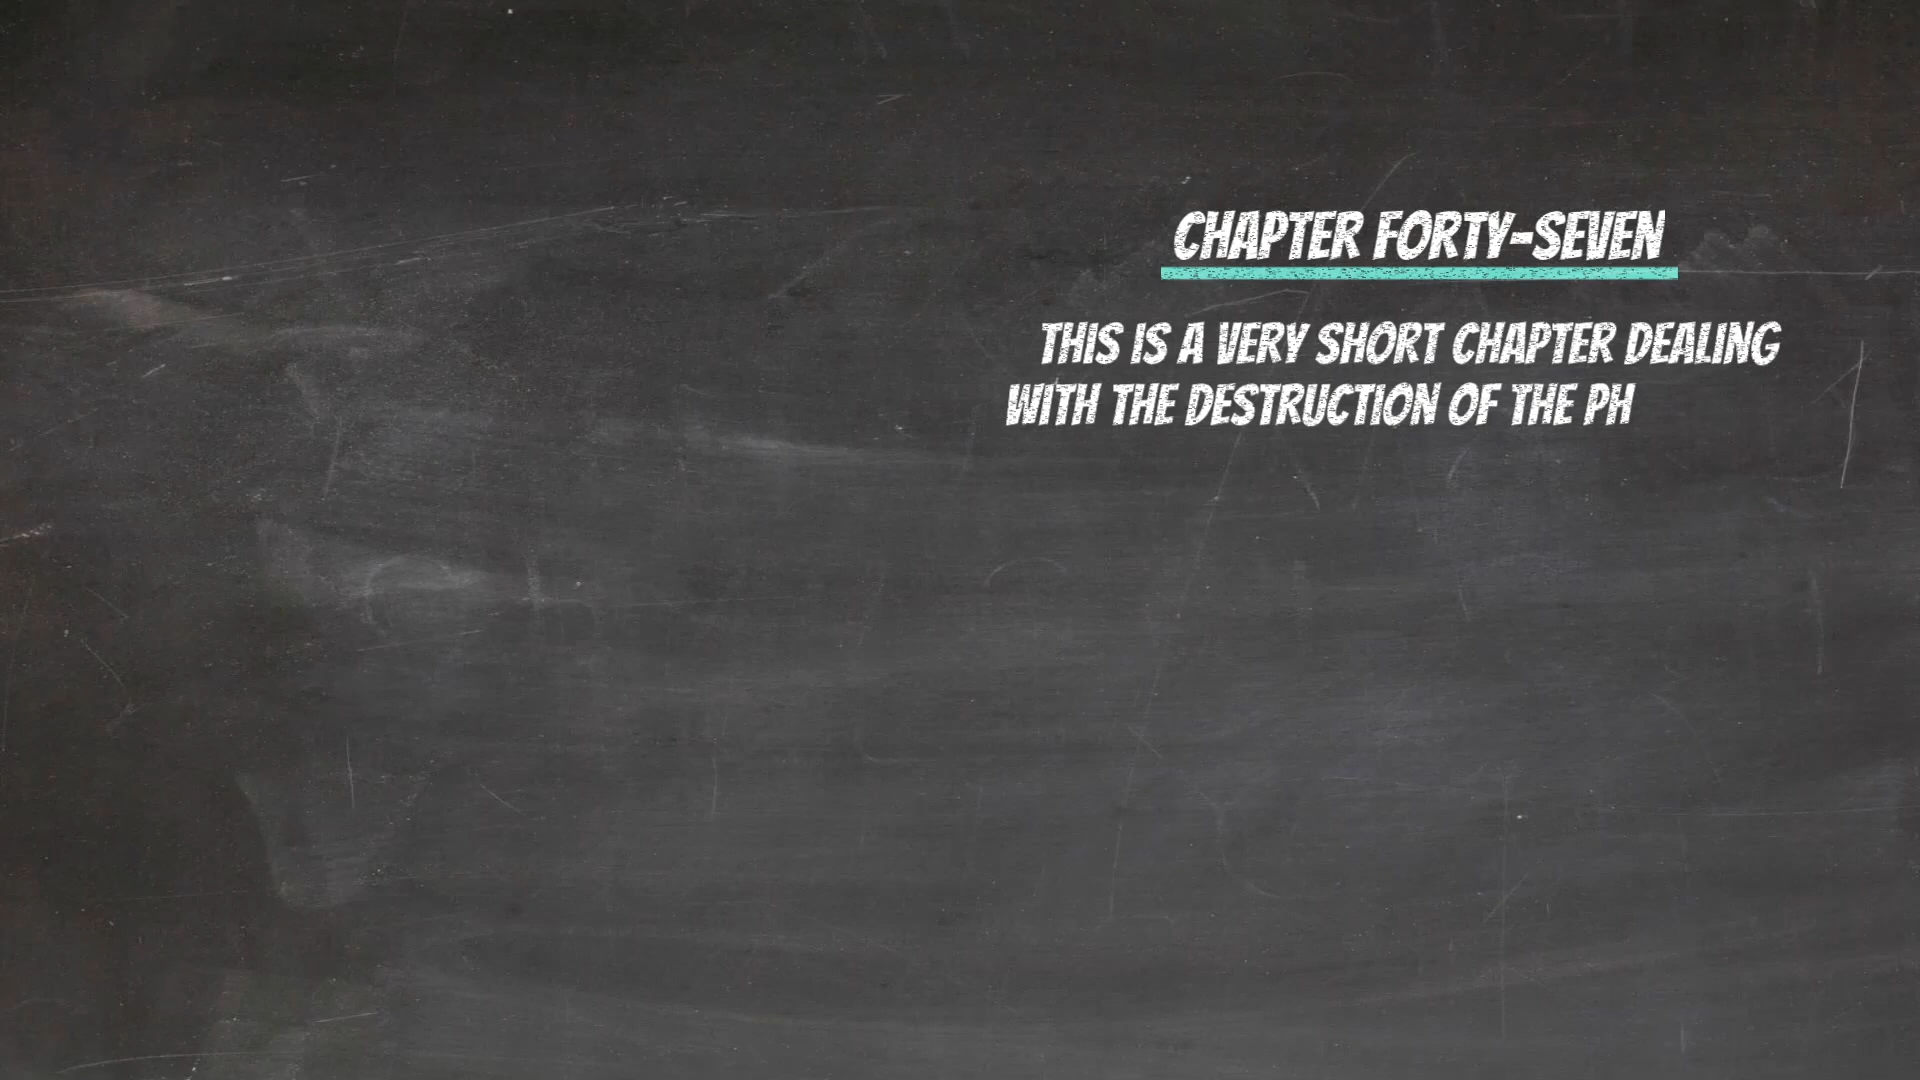 CHAPTER FORTY-SEVEN
THIS IS A VERY SHORT CHAPTER DEALING
WITH THE DESTRUCTION OF THE PH